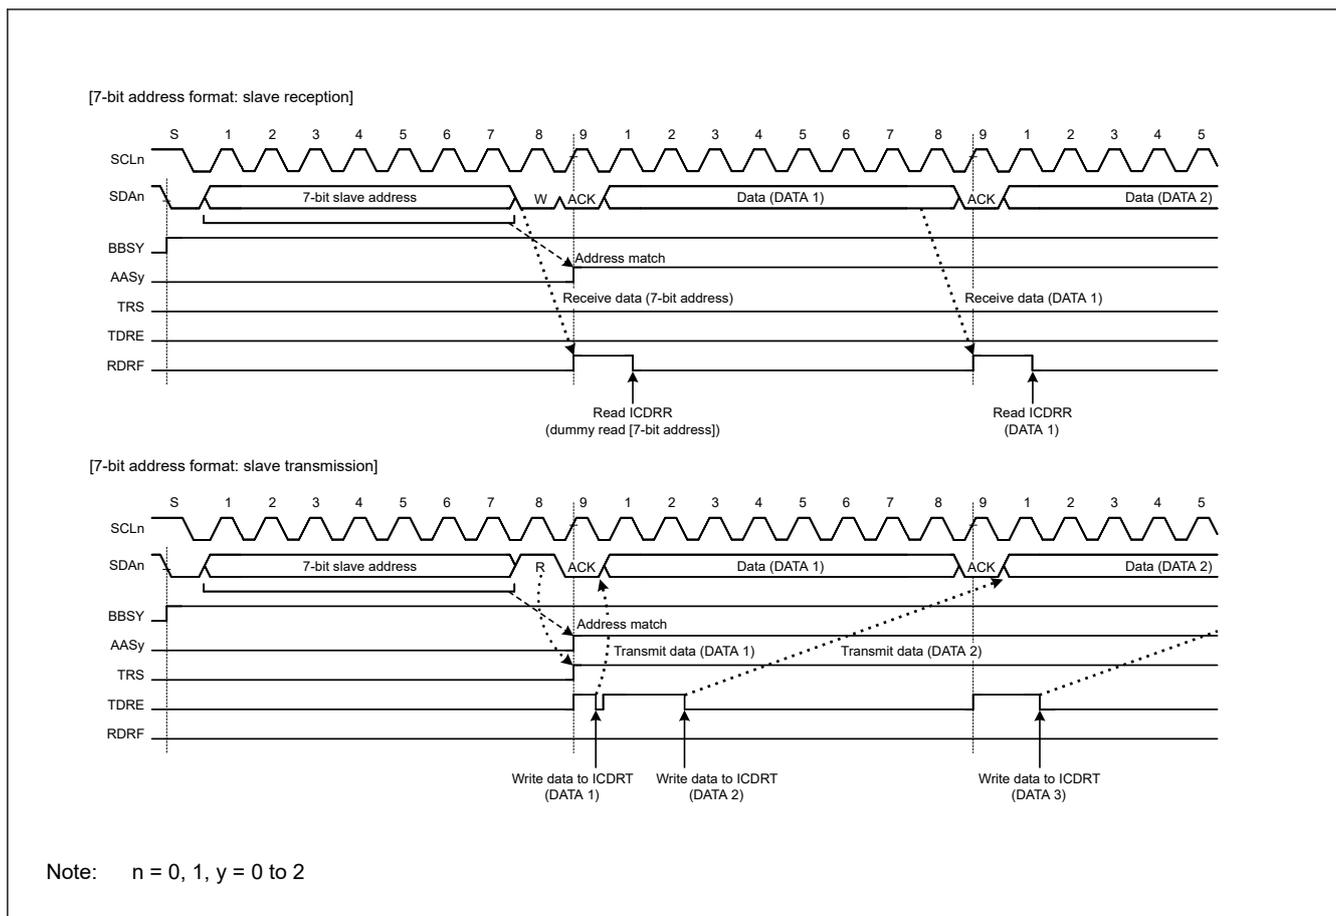 [7-bit address format: slave reception]
S 1 2 3 4 5 6 7 8 9 1 2 3 4 5 6 7 8 9 1 2 3 4 5
SCLn
SDAn 7-bit slave address W ACK Data (DATA 1) ACK Data (DATA 2)
BBSY
Address match
AASy
Receive data (7-bit address) Receive data (DATA 1)
TRS
TDRE
RDRF
Read ICDRR Read ICDRR
(dummy read [7-bit address]) (DATA 1)
[7-bit address format: slave transmission]
S 1 2 3 4 5 6 7 8 9 1 2 3 4 5 6 7 8 9 1 2 3 4 5
SCLn
SDAn 7-bit slave address R ACK Data (DATA 1) ACK Data (DATA 2)
BBSY
Address match
AASy
Transmit data (DATA 1) Transmit data (DATA 2)
TRS
TDRE
RDRF
Write data to ICDRT Write data to ICDRT Write data to ICDRT
(DATA 1) (DATA 2) (DATA 3)
Note: n = 0, 1, y = 0 to 2